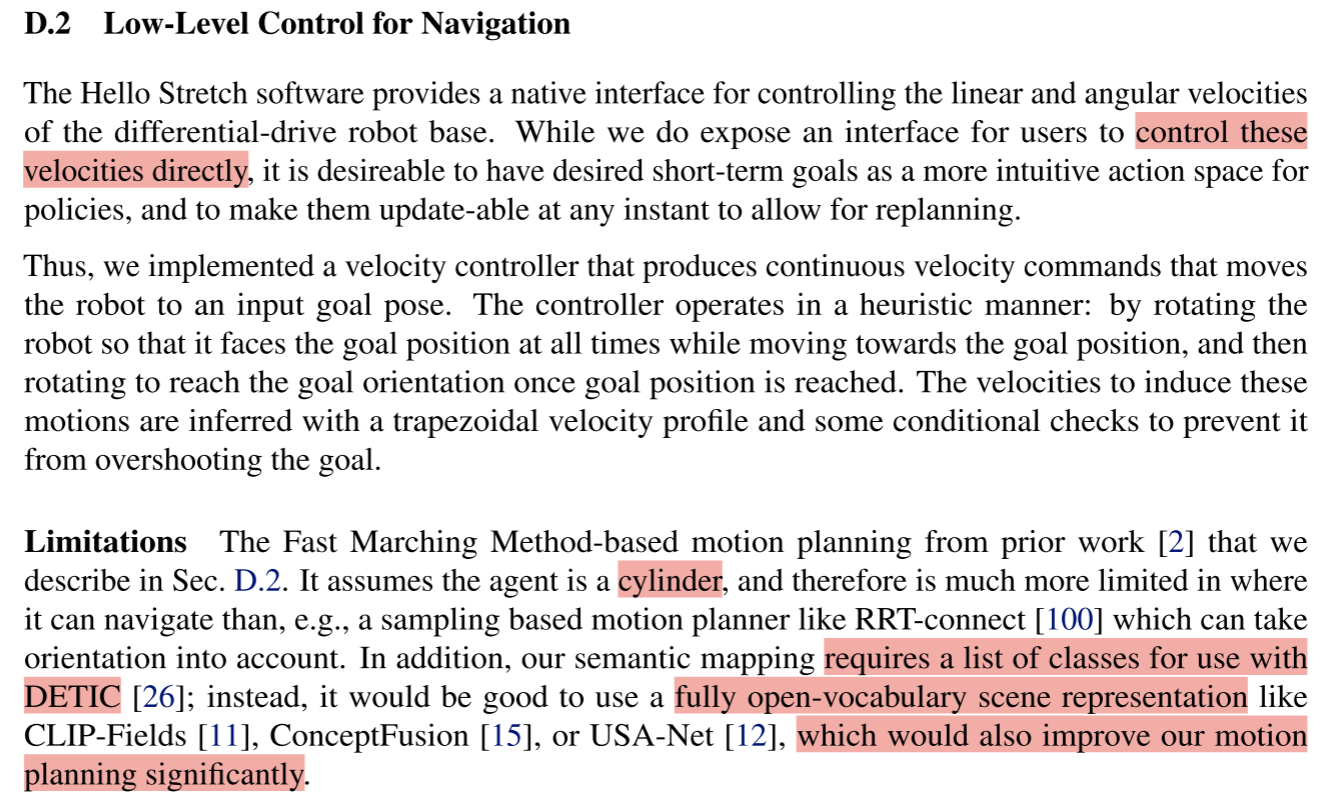 D.2 Low-Level Control for Navigation
The Hello Stretch software provides a native interface for controlling the linear and angular velocities
of the differential-drive robot base. While we do expose an interface for users to control these
velocities directly, it is desireable to have desired short-term goals as a more intuitive action space for
policies, and to make them update-able at any instant to allow for replanning.
Thus, we implemented a velocity controller that produces continuous velocity commands that moves
the robot to an input goal pose. The controller operates in a heuristic manner: by rotating the
robot so that it faces the goal position at all times while moving towards the goal position, and then
rotating to reach the goal orientation once goal position is reached. The velocities to induce these
motions are inferred with a trapezoidal velocity profile and some conditional checks to prevent it
from overshooting the goal.
Limitations The Fast Marching Method-based motion planning from prior work [2] that we
describe in Sec. D.2. It assumes the agent is a cylinder, and therefore is much more limited in where
it can navigate than, e.g., a sampling based motion planner like RRT-connect [100] which can take
orientation into account. In addition, our semantic mapping requires a list of classes for use with
DETIC [26]; instead, it would be good to use a fully open-vocabulary scene representation like
CLIP-Fields [11], ConceptFusion [15], or USA-Net [12], which would also improve our motion
planning significantly.